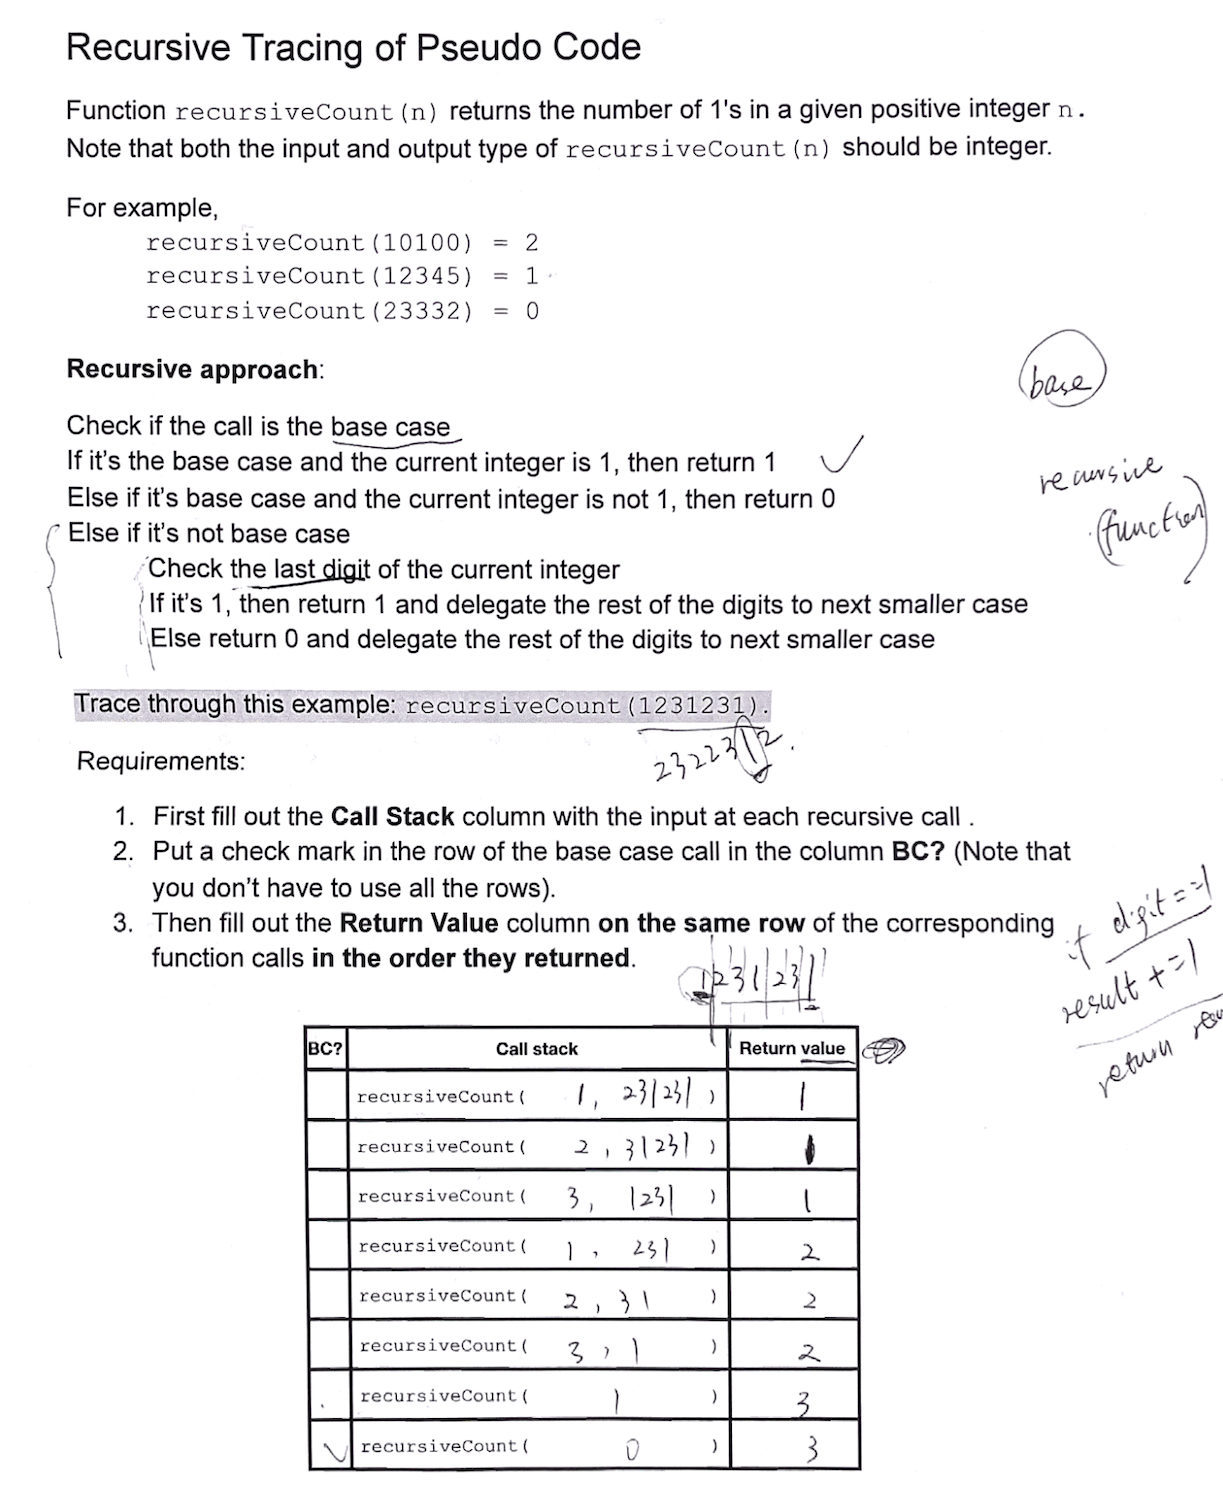 Recursive Tracing of Pseudo Code
Function recursiveCount(n) returns the number of 1's in a given positive integer n.
Note that both the input and output type of recursiveCount(n) should be integer.
For example,
recursiveCount(10100) = 2
recursiveCount(12345) = 1
recursiveCount(23332) = 0
Recursive approach:
base
Check if the call is the base case
If it's the base case and the current integer is 1, then return 1 ✓
Else if it's base case and the current integer is not 1, then return 0
recursive
(function)
Else if it's not base case
Check the last digit of the current integer
If it's 1, then return 1 and delegate the rest of the digits to next smaller case
Else return 0 and delegate the rest of the digits to next smaller case
Trace through this example: recursiveCount(1231231).
2322312.
Requirements:
1. First fill out the Call Stack column with the input at each recursive call .
2. Put a check mark in the row of the base case call in the column BC? (Note that
you don't have to use all the rows).
3. Then fill out the Return Value column on the same row of the corresponding
function calls in the order they returned.
if digit==1
result +=1
return
1231231
BC? Call stack Return value
recursiveCount( 1, 231231 ) 1
recursiveCount( 2, 31231 )
recursiveCount( 3, 1231 ) 1
recursiveCount( 1, 231 ) 2
recursiveCount( 2, 31 ) 2
recursiveCount( 3, 1 ) 2
recursiveCount( 1 ) 3
✓ recursiveCount( 0 ) 3